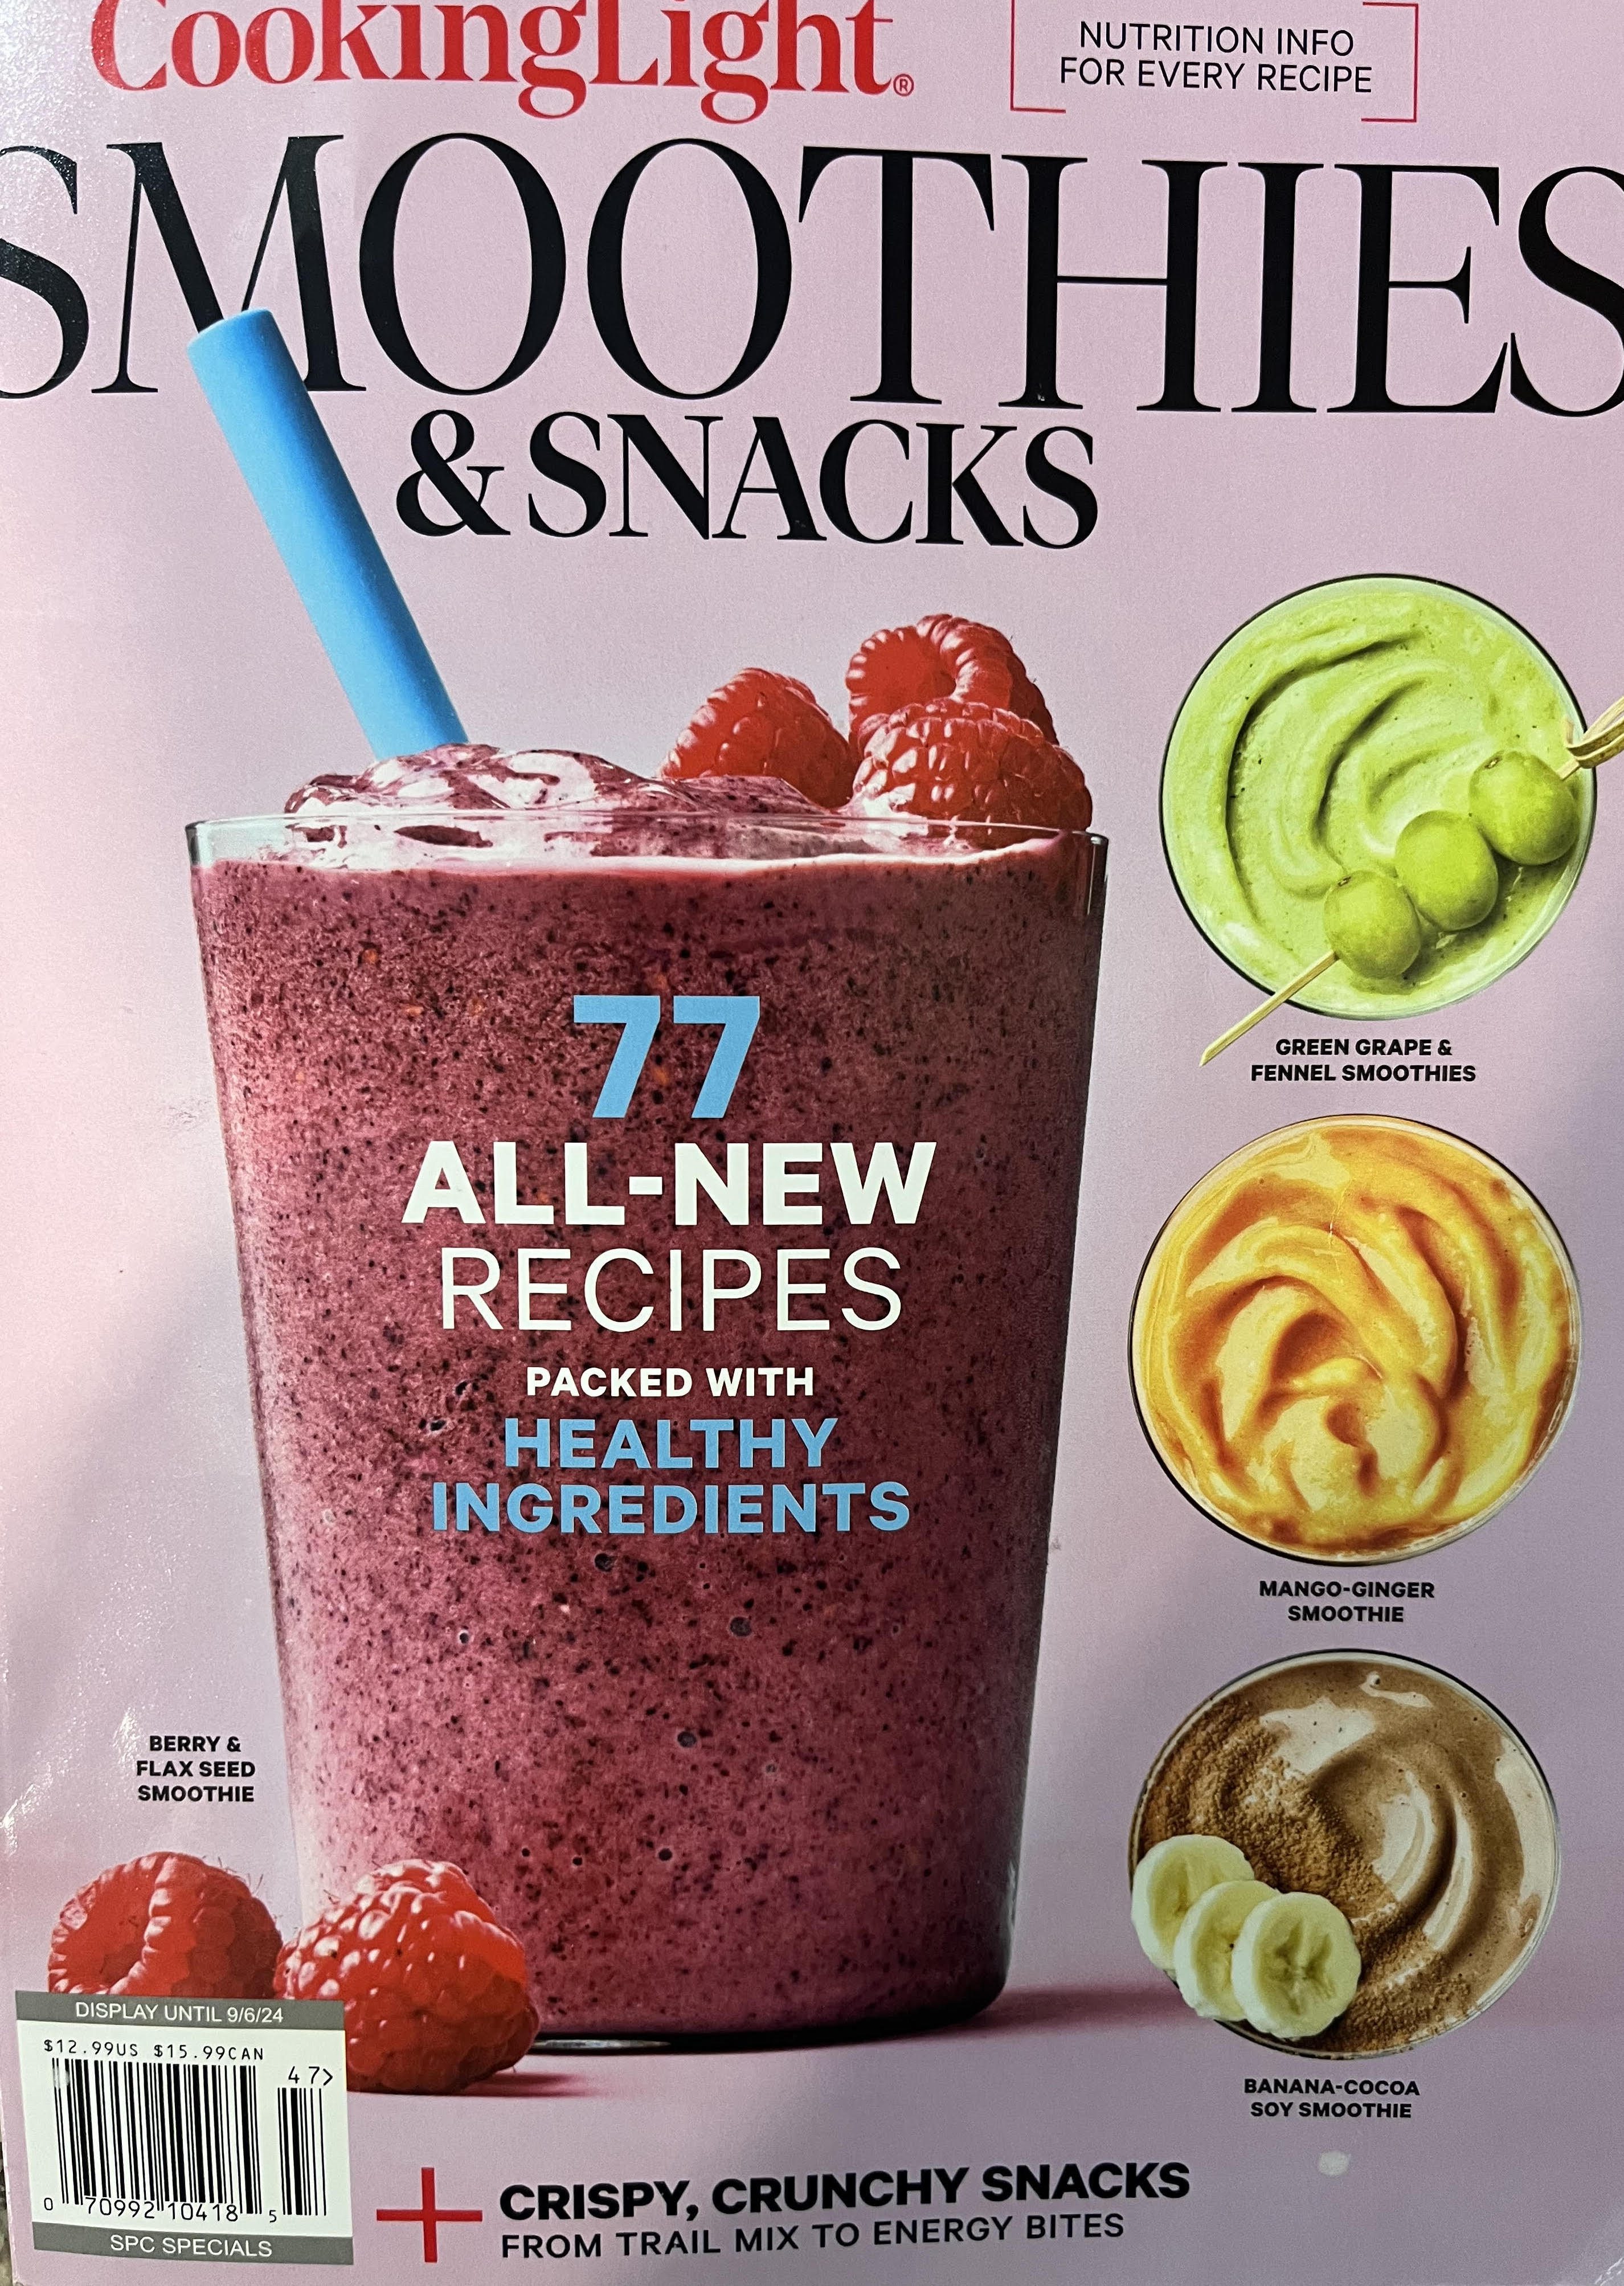 CookingLight®
NUTRITION INFO
FOR EVERY RECIPE
SMOOTHIES
& SNACKS
GREEN GRAPE &
FENNEL SMOOTHIES
77
ALL-NEW
RECIPES
PACKED WITH
HEALTHY
INGREDIENTS
MANGO-GINGER
SMOOTHIE
BERRY &
FLAX SEED
SMOOTHIE
BANANA-COCOA
SOY SMOOTHIE
DISPLAY UNTIL 9/6/24
$12.99US $15.99CAN
47>
0 70992 10418 5
SPC SPECIALS
+ CRISPY, CRUNCHY SNACKS
FROM TRAIL MIX TO ENERGY BITES